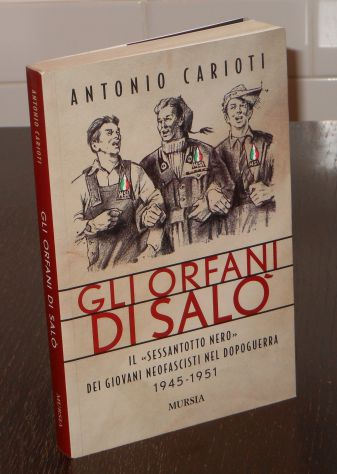 ANTONIO CARIOTI
GLI ORFANI
DI SALÒ
IL «SESSANTOTTO NERO»
DEI GIOVANI NEOFASCISTI NEL DOPOGUERRA
1945-1951
MURSIA
ANTONIO CARIOTI
GLI ORFANI DI SALÒ
MURSIA